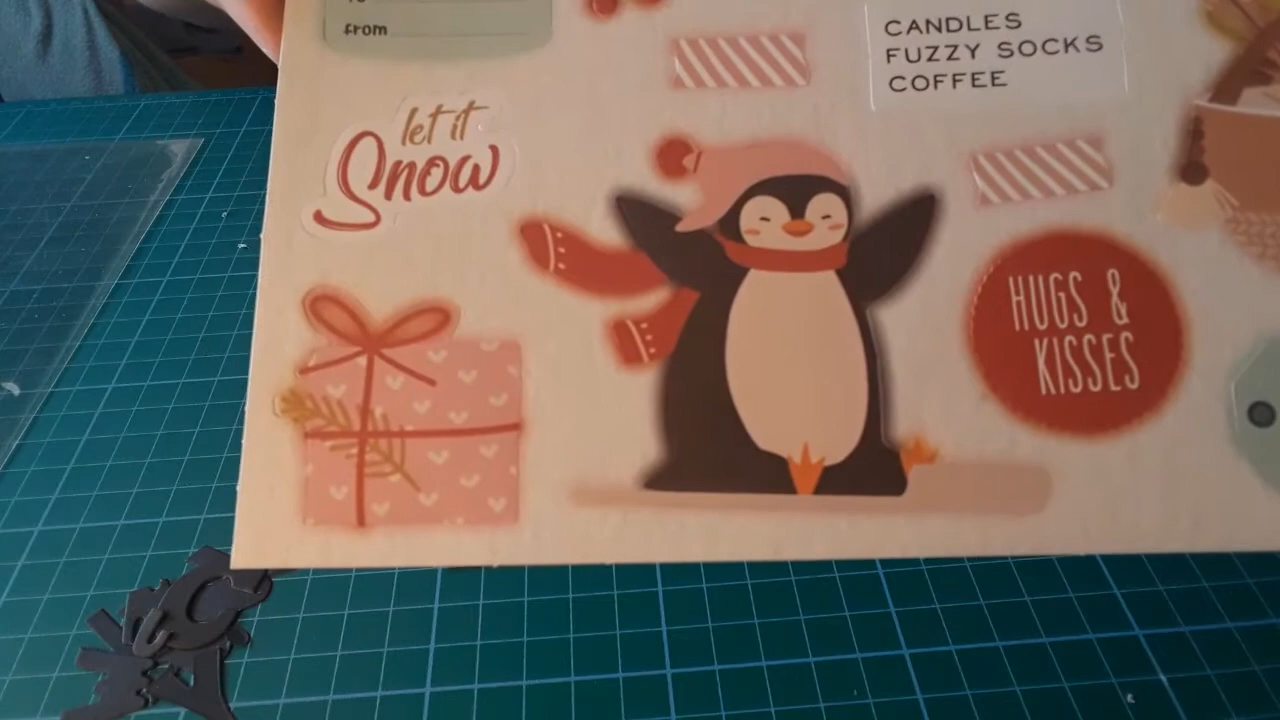 from
CANDLES
FUZZY SOCKS
COFFEE
let it
Snow
HUGS &
KISSES